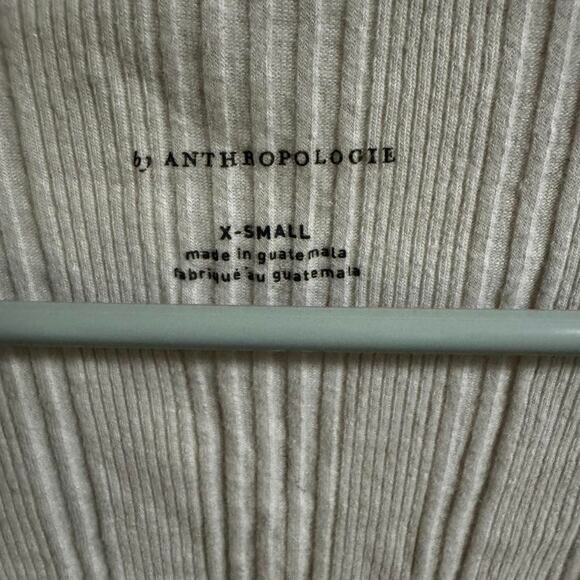 by ANTHROPOLOGIE
X-SMALL
made in guatemala
fabriqué au guatemala